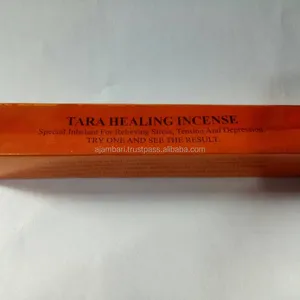 TARA HEALING INCENSE
Special Inhalant For Relieving Stress, Tension And Depression
TRY ONE AND SEE THE RESULT
ajambari.trustpass.alibaba.com